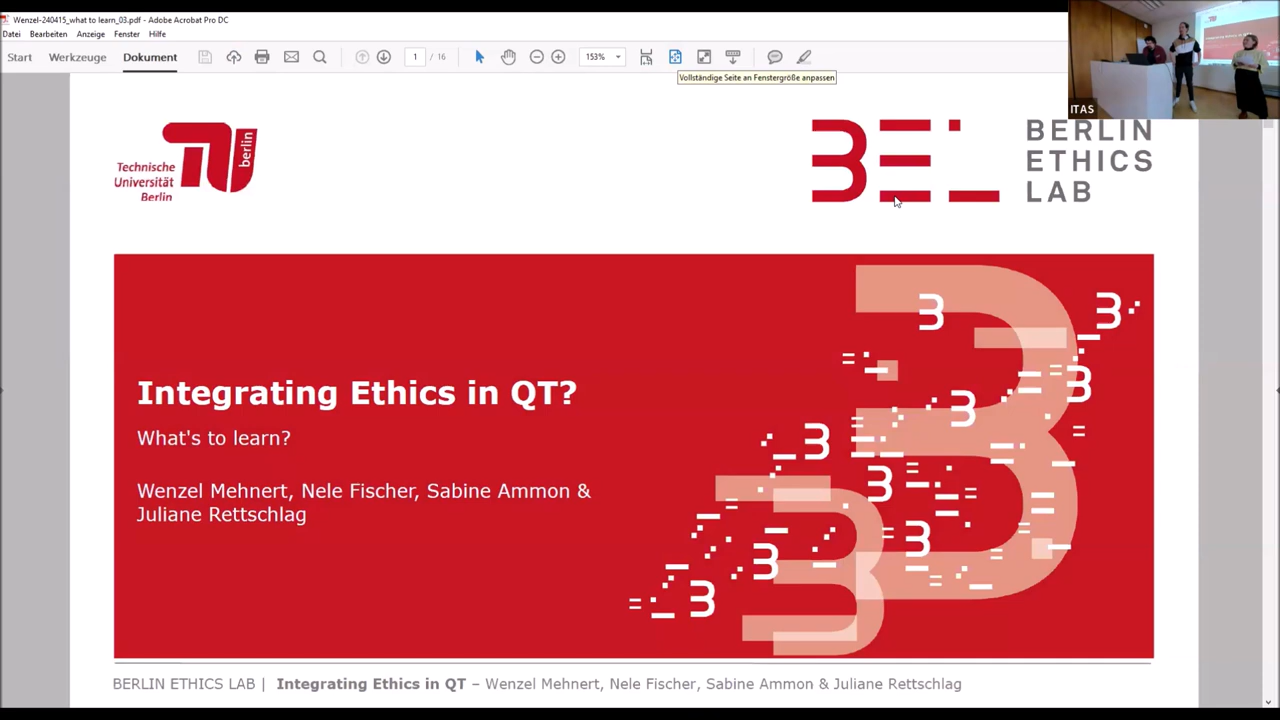 Wenzel-240415_what to learn_03.pdf - Adobe Acrobat Pro DC
Datei Bearbeiten Anzeige Fenster Hilfe
Start Werkzeuge Dokument 1 / 16 153%
Vollständige Seite an Fenstergröße anpassen
ITAS
Technische
Universität
Berlin
berlin
BERLIN
ETHICS
LAB
Integrating Ethics in QT?
What's to learn?
Wenzel Mehnert, Nele Fischer, Sabine Ammon &
Juliane Rettschlag
BERLIN ETHICS LAB | Integrating Ethics in QT – Wenzel Mehnert, Nele Fischer, Sabine Ammon & Juliane Rettschlag